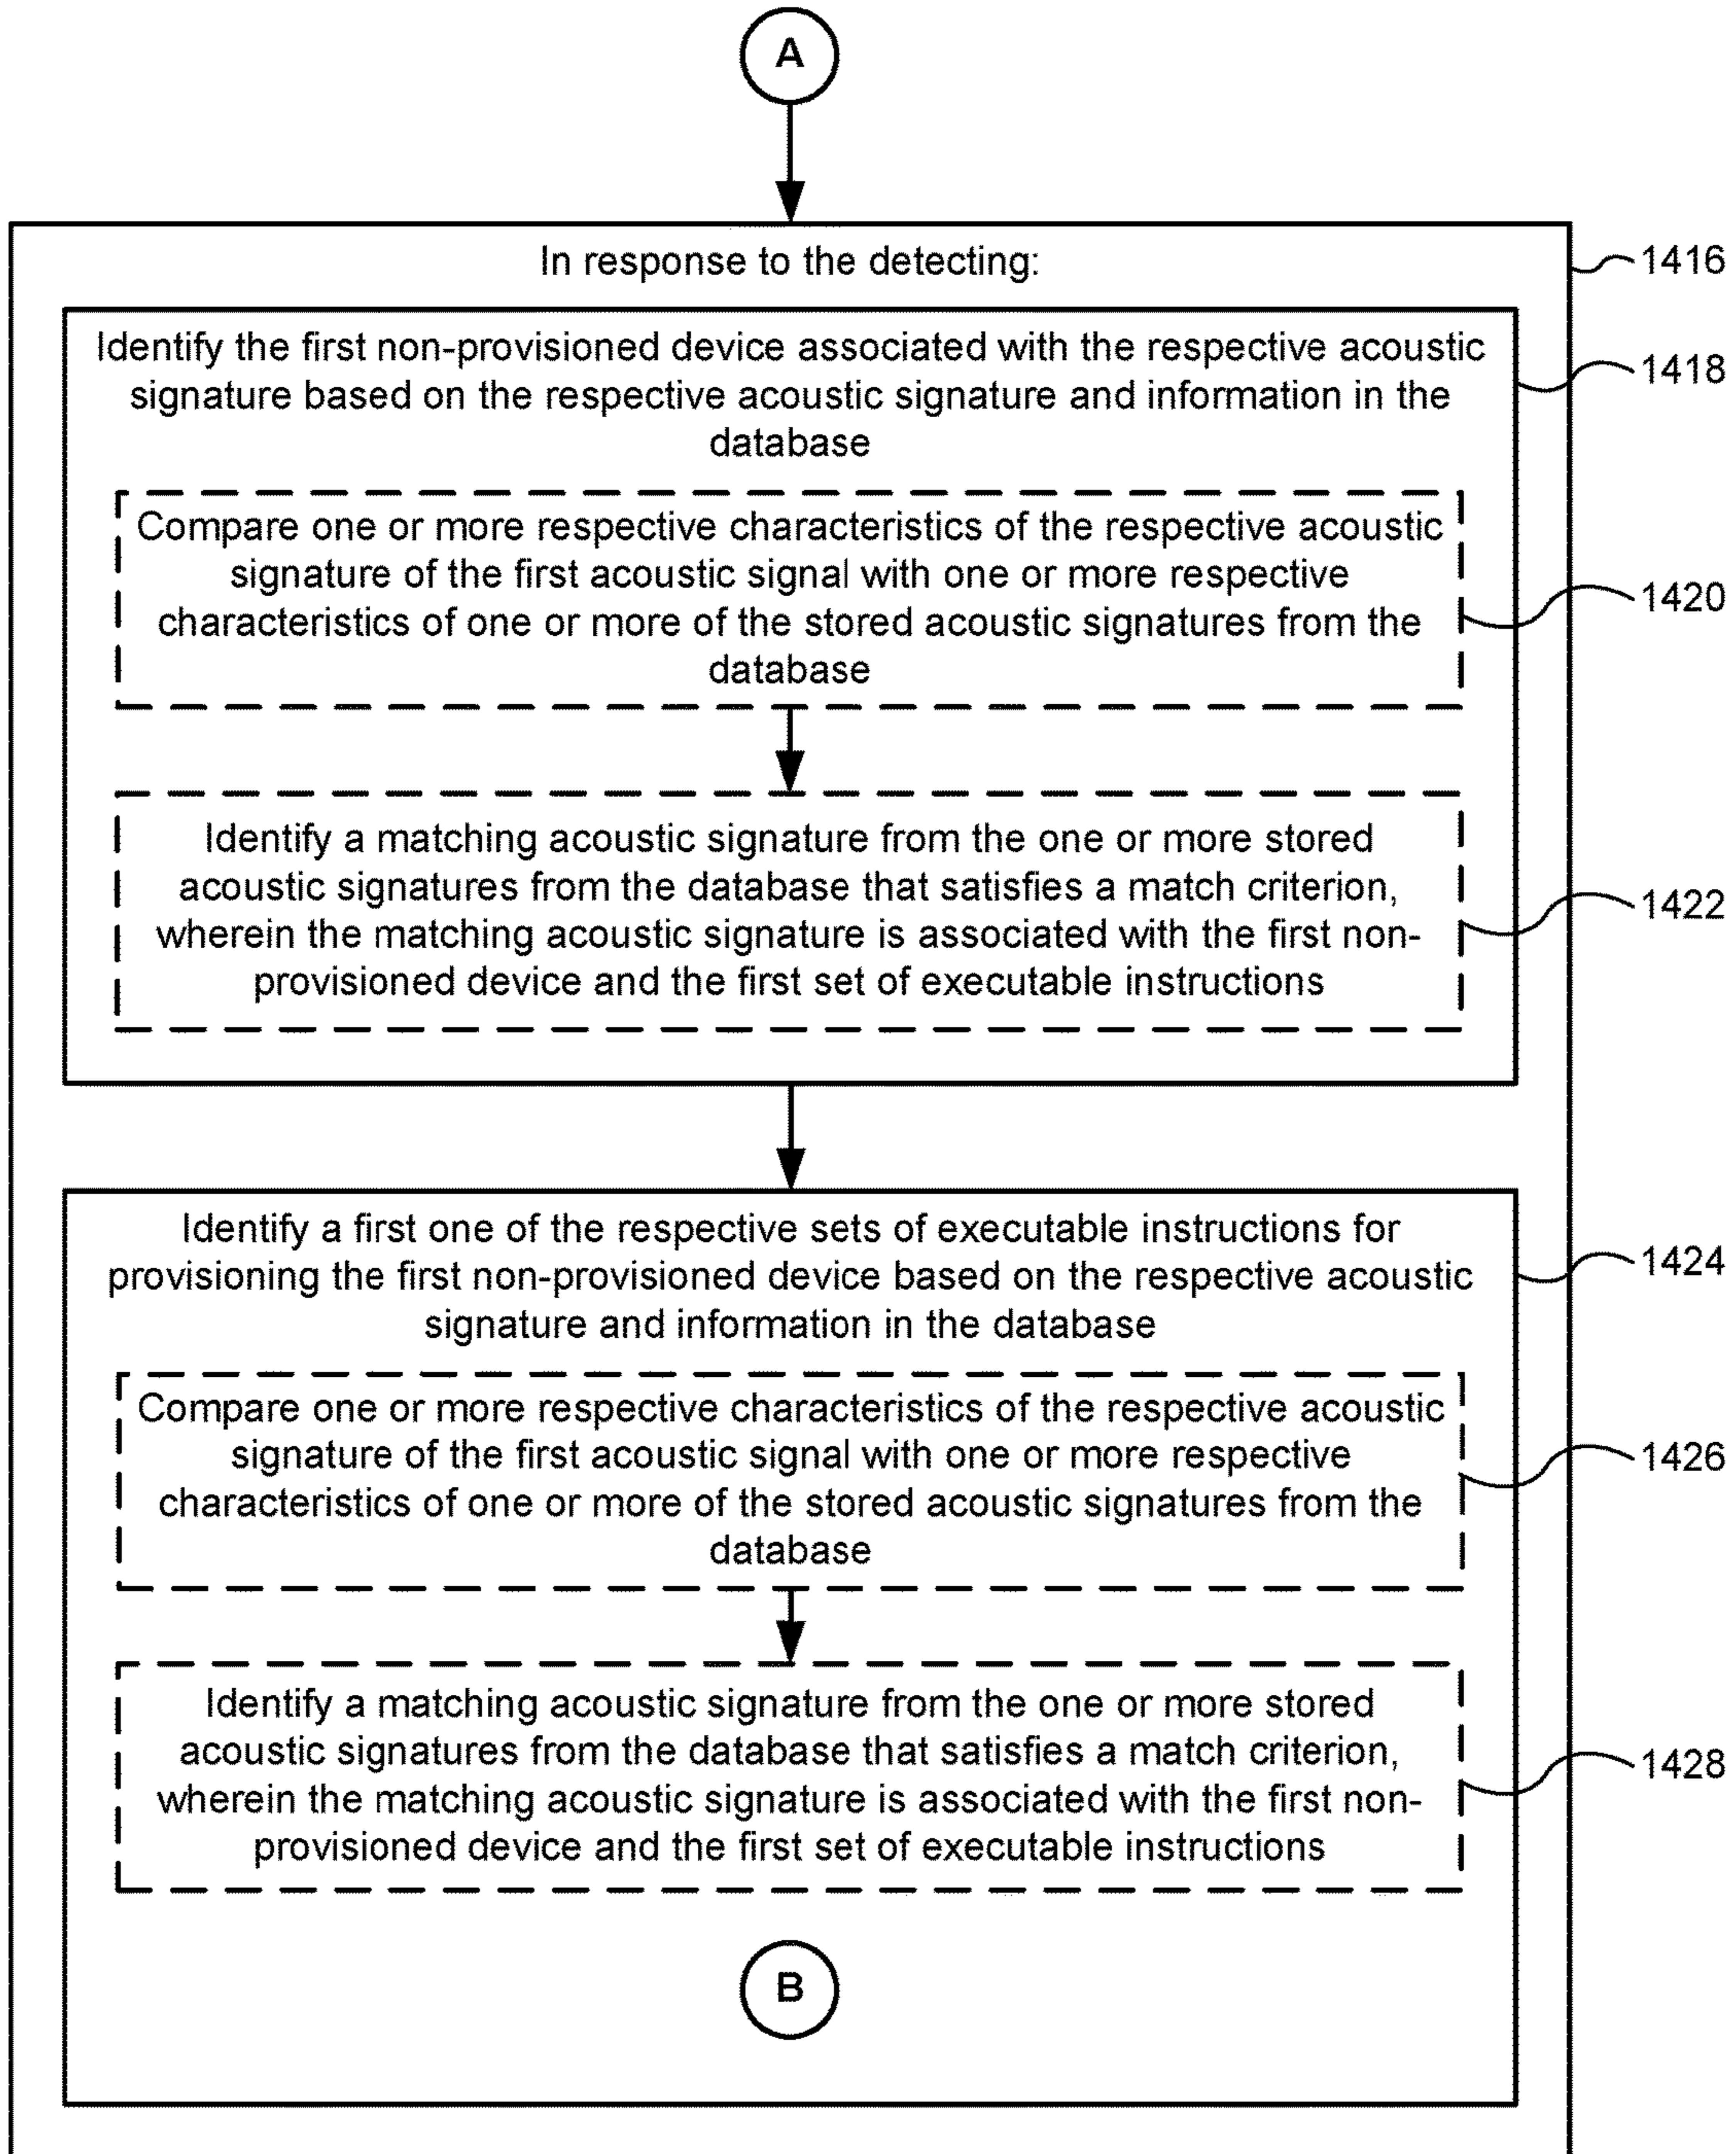 A
In response to the detecting:
1416
Identify the first non-provisioned device associated with the respective acoustic
signature based on the respective acoustic signature and information in the
database
1418
Compare one or more respective characteristics of the respective acoustic
signature of the first acoustic signal with one or more respective
characteristics of one or more of the stored acoustic signatures from the
database
1420
Identify a matching acoustic signature from the one or more stored
acoustic signatures from the database that satisfies a match criterion,
wherein the matching acoustic signature is associated with the first non-
provisioned device and the first set of executable instructions
1422
Identify a first one of the respective sets of executable instructions for
provisioning the first non-provisioned device based on the respective acoustic
signature and information in the database
1424
Compare one or more respective characteristics of the respective acoustic
signature of the first acoustic signal with one or more respective
characteristics of one or more of the stored acoustic signatures from the
database
1426
Identify a matching acoustic signature from the one or more stored
acoustic signatures from the database that satisfies a match criterion,
wherein the matching acoustic signature is associated with the first non-
provisioned device and the first set of executable instructions
1428
B